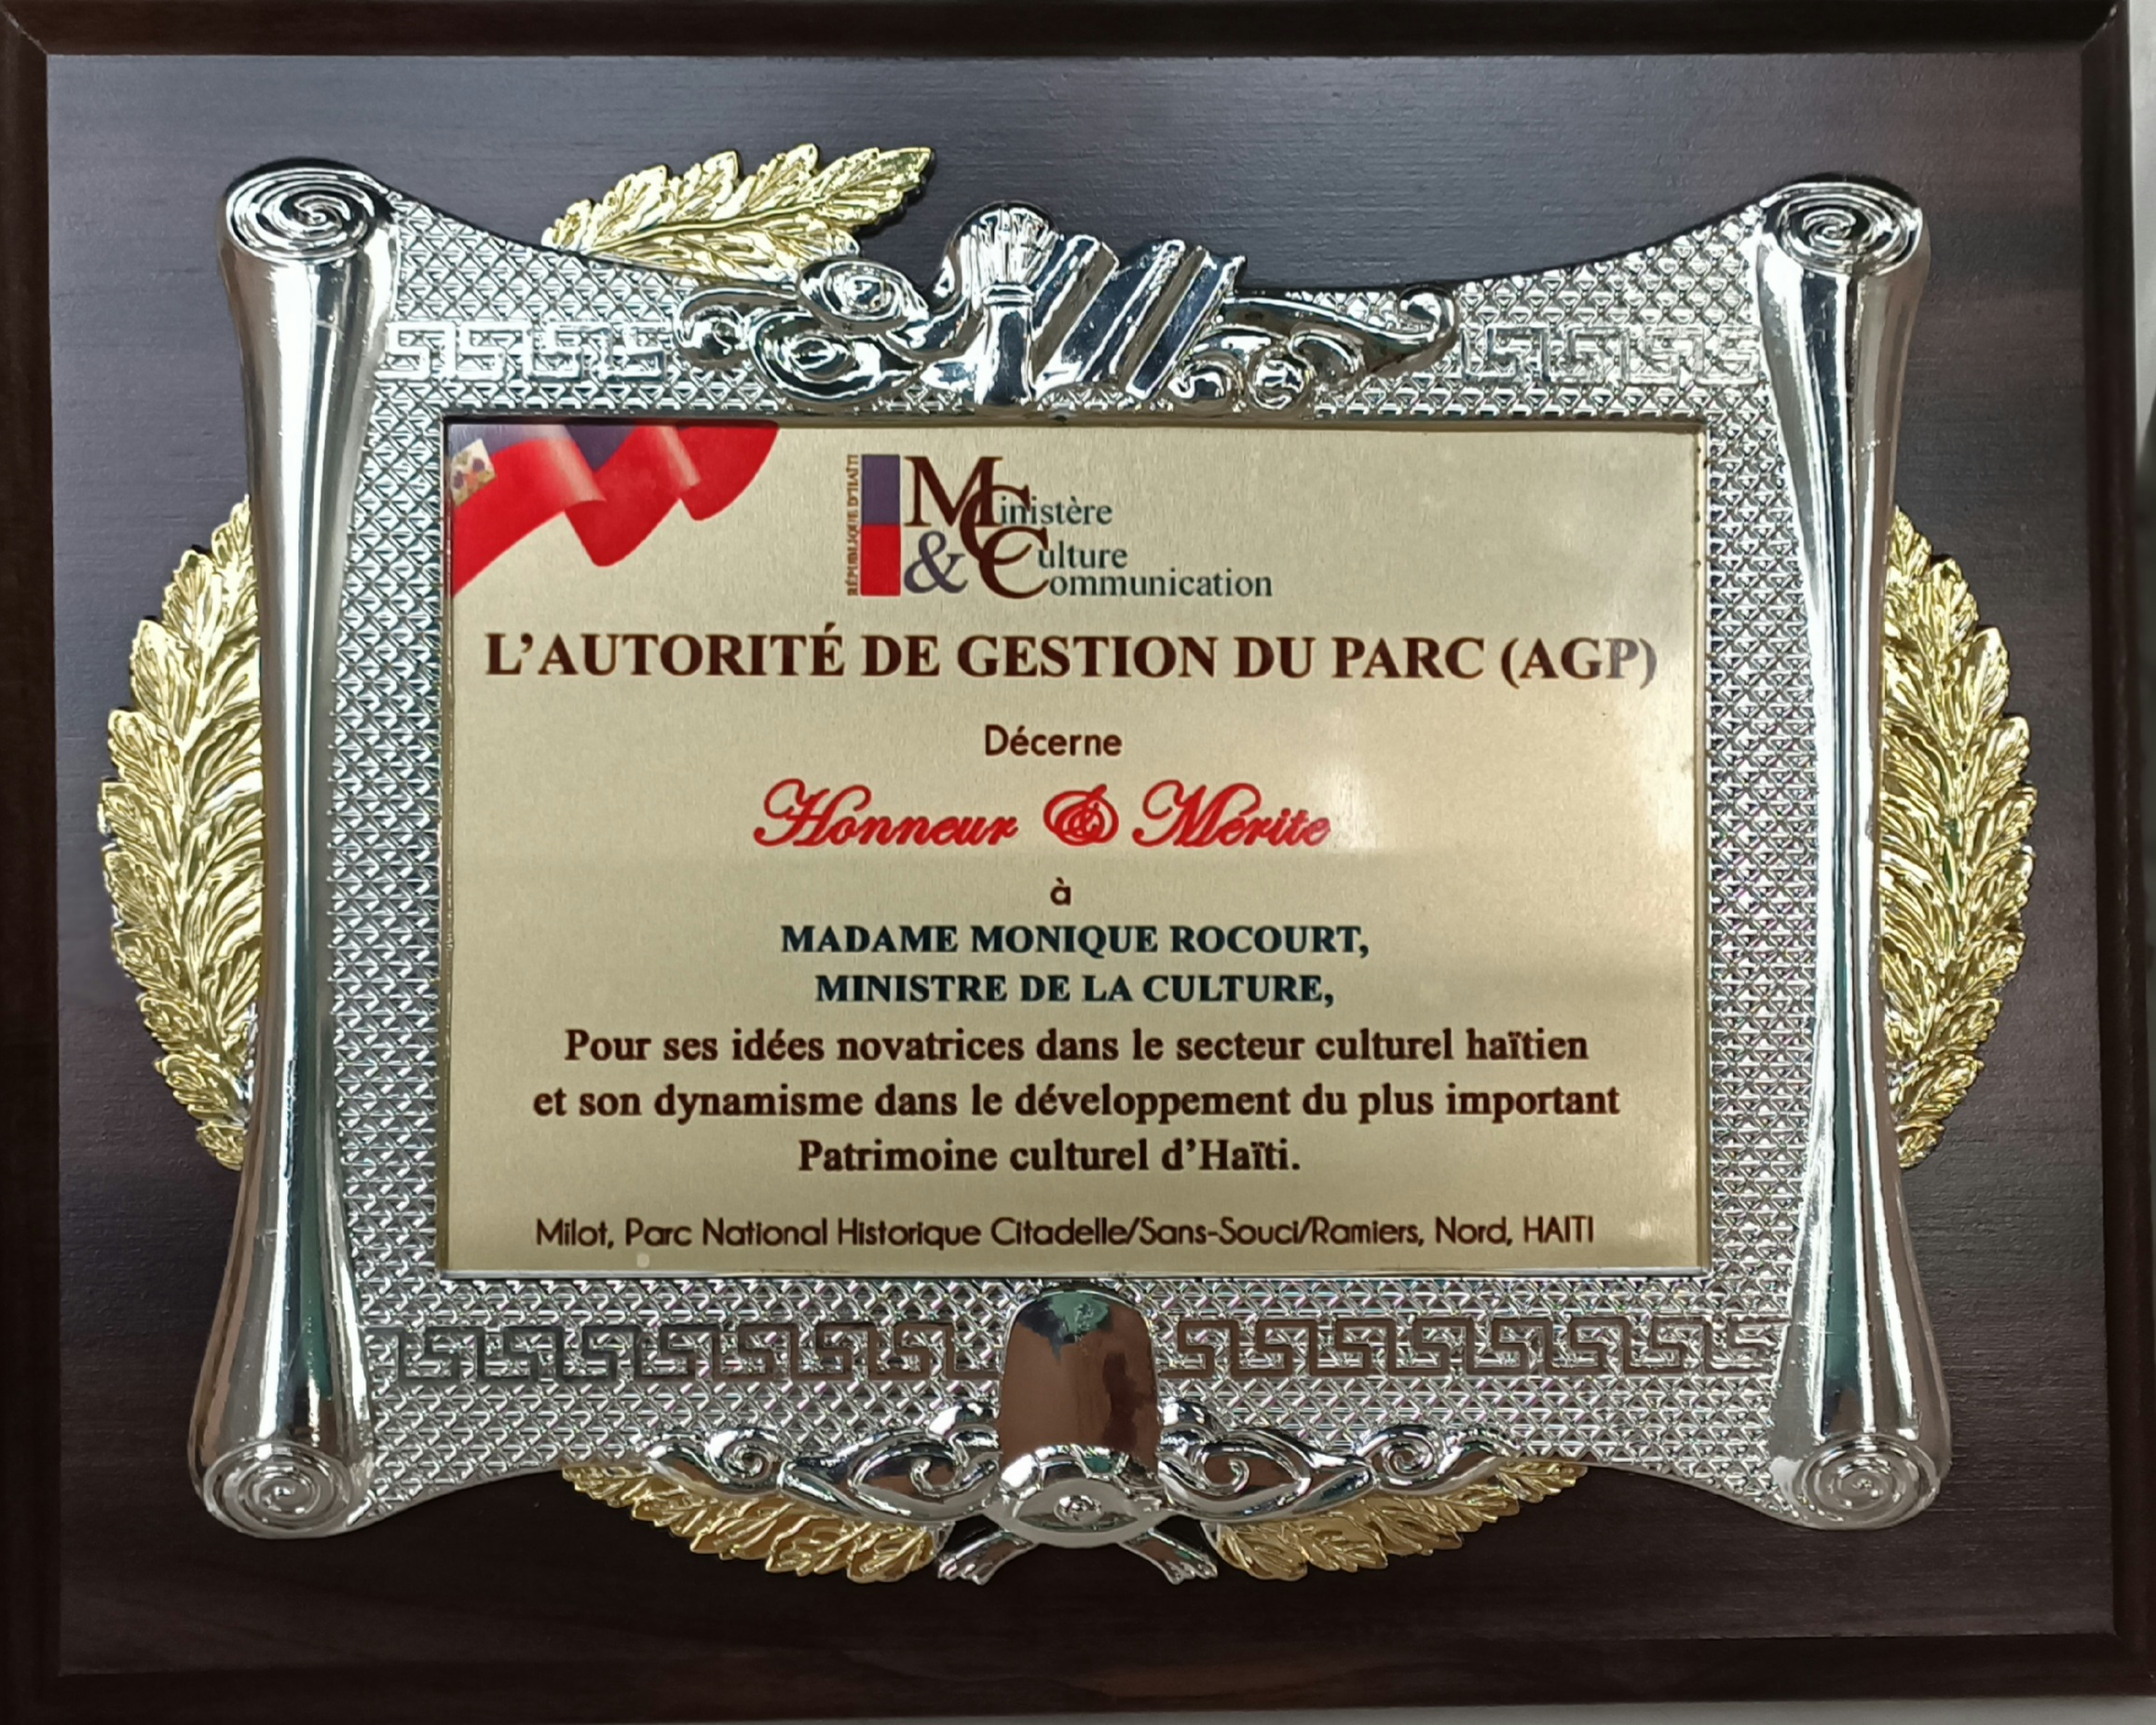 RÉPUBLIQUE D'HAÏTI
Ministère
Culture
& Communication
L'AUTORITÉ DE GESTION DU PARC (AGP)
Décerne
Honneur & Mérite
à
MADAME MONIQUE ROCOURT,
MINISTRE DE LA CULTURE,
Pour ses idées novatrices dans le secteur culturel haïtien
et son dynamisme dans le développement du plus important
Patrimoine culturel d'Haïti.
Milot, Parc National Historique Citadelle/Sans-Souci/Ramiers, Nord, HAITI